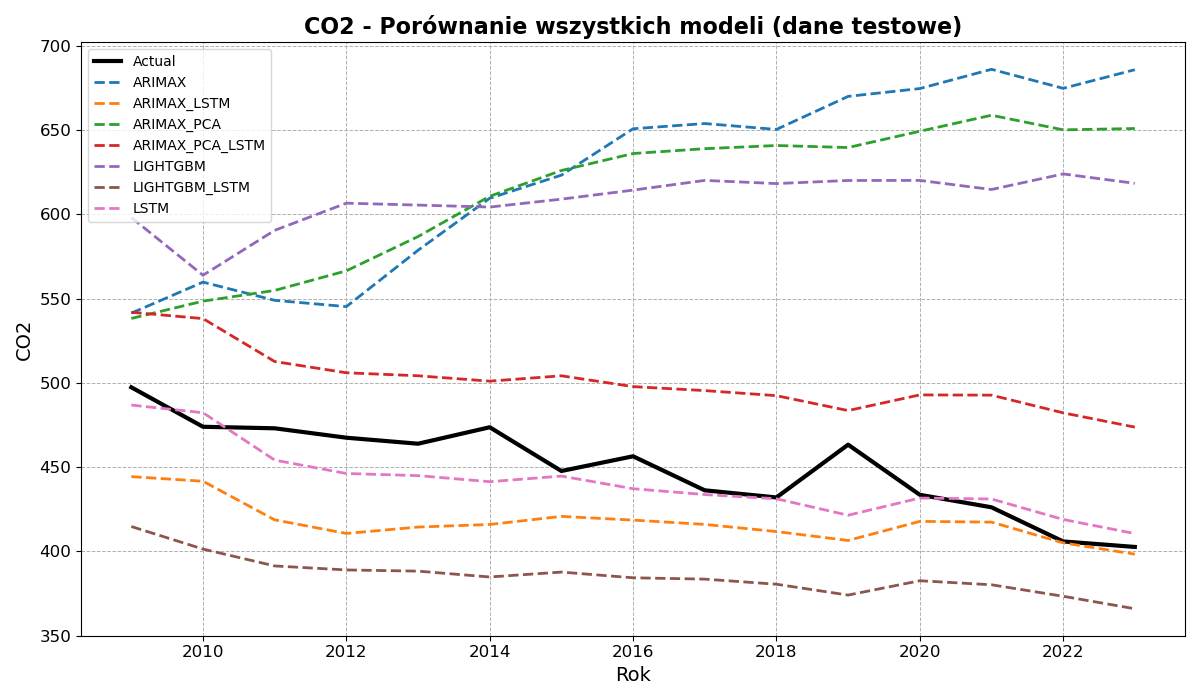 CO2 - Porównanie wszystkich modeli (dane testowe)
Actual
ARIMAX
ARIMAX_LSTM
ARIMAX_PCA
ARIMAX_PCA_LSTM
LIGHTGBM
LIGHTGBM_LSTM
LSTM
CO2
700
650
600
550
500
450
400
350
2010 2012 2014 2016 2018 2020 2022
Rok